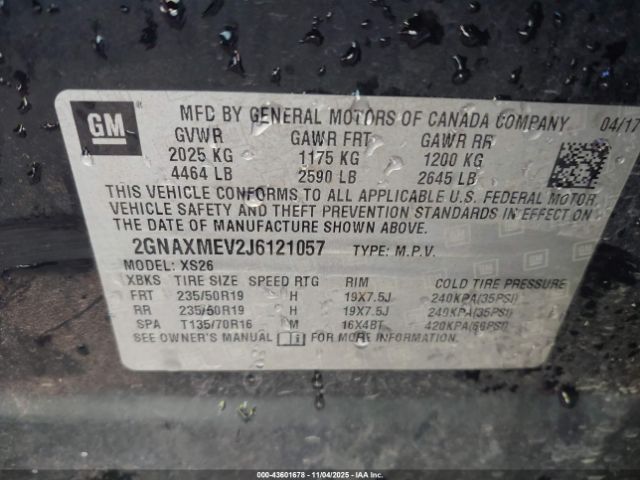 GM ®
MFD BY GENERAL MOTORS OF CANADA COMPANY 04/17
GVWR GAWR FRT GAWR RR
2025 KG 1175 KG 1200 KG
4464 LB 2590 LB 2645 LB
THIS VEHICLE CONFORMS TO ALL APPLICABLE U.S. FEDERAL MOTOR
VEHICLE SAFETY AND THEFT PREVENTION STANDARDS IN EFFECT ON
THE DATE OF MANUFACTURE SHOWN ABOVE.
2GNAXMEV2J6121057 TYPE: M.P.V.
MODEL: XS26
XBKS TIRE SIZE SPEED RTG RIM COLD TIRE PRESSURE
FRT 235/50R19 H 19X7.5J 240KPA(35PSI)
RR 235/50R19 H 19X7.5J 240KPA(35PSI)
SPA T135/70R16 M 16X4BT 420KPA(60PSI)
SEE OWNER'S MANUAL FOR MORE INFORMATION.
000-43601678 - 11/04/2025 - IAAI.COM